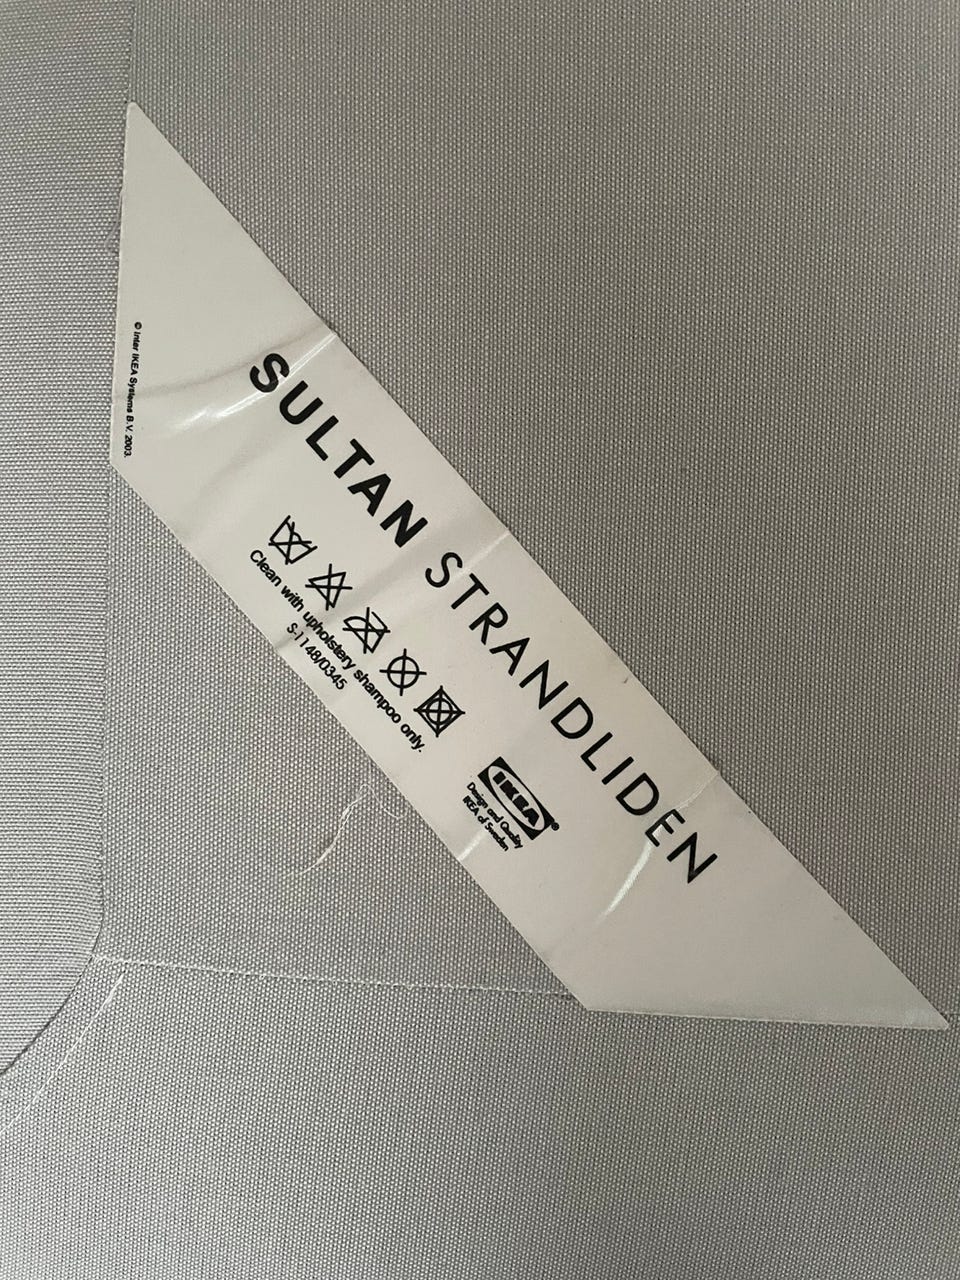 © Inter IKEA Systems B.V. 2003.
SULTAN STRANDLIDEN
Clean with upholstery shampoo only.
S-1148/0345
IKEA®
Design and Quality
IKEA of Sweden